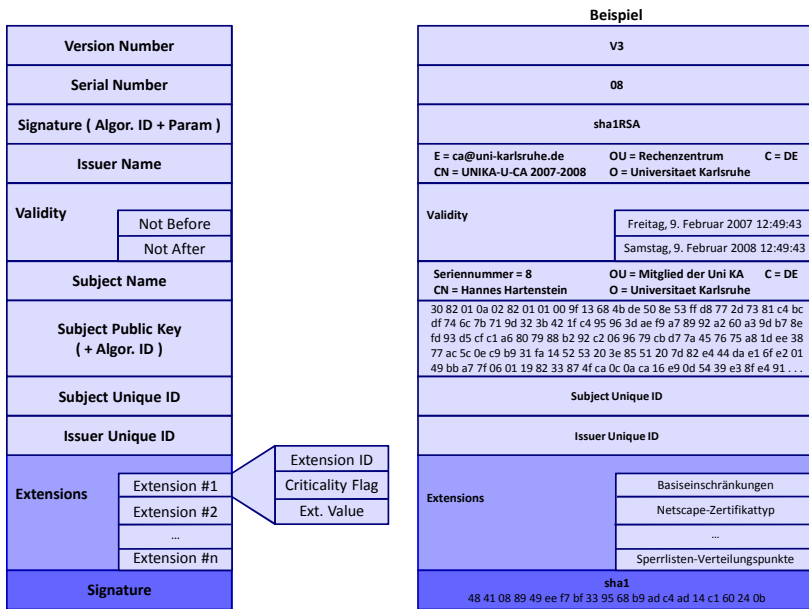 Version Number
Serial Number
Signature ( Algor. ID + Param )
Issuer Name
Validity
Not Before
Not After
Subject Name
Subject Public Key
( + Algor. ID )
Subject Unique ID
Issuer Unique ID
Extensions
Extension #1
Extension #2
...
Extension #n
Signature
Extension ID
Criticality Flag
Ext. Value
Beispiel
V3
08
sha1RSA
E = ca@uni-karlsruhe.de OU = Rechenzentrum C = DE
CN = UNIKA-U-CA 2007-2008 O = Universitaet Karlsruhe
Validity
Freitag, 9. Februar 2007 12:49:43
Samstag, 9. Februar 2008 12:49:43
Seriennummer = 8 OU = Mitglied der Uni KA C = DE
CN = Hannes Hartenstein O = Universitaet Karlsruhe
30 82 01 0a 02 82 01 01 00 9f 13 68 4b de 50 8e 53 ff d8 77 2d 73 81 c4 bc
df 74 6c 7b 71 9d 32 3b 42 1f c4 95 96 3d ae f9 a7 89 92 a2 60 a3 9d b7 8e
fd 93 d5 cf c1 a6 80 79 88 b2 92 c2 06 96 79 cb d7 7a 45 76 75 a8 1d ee 38
77 ac 5c 0e c9 b9 31 fa 14 52 53 20 3e 85 51 20 7d 82 e4 44 da e1 6f e2 01
49 bb a7 7f 06 01 19 82 33 87 4f ca 0c 0a ca 16 e9 0d 54 39 e3 8f e4 91 . . .
Subject Unique ID
Issuer Unique ID
Extensions
Basiseinschränkungen
Netscape-Zertifikattyp
...
Sperrlisten-Verteilungspunkte
sha1
48 41 08 89 49 ee f7 bf 33 95 68 b9 ad c4 ad 14 c1 60 24 0b